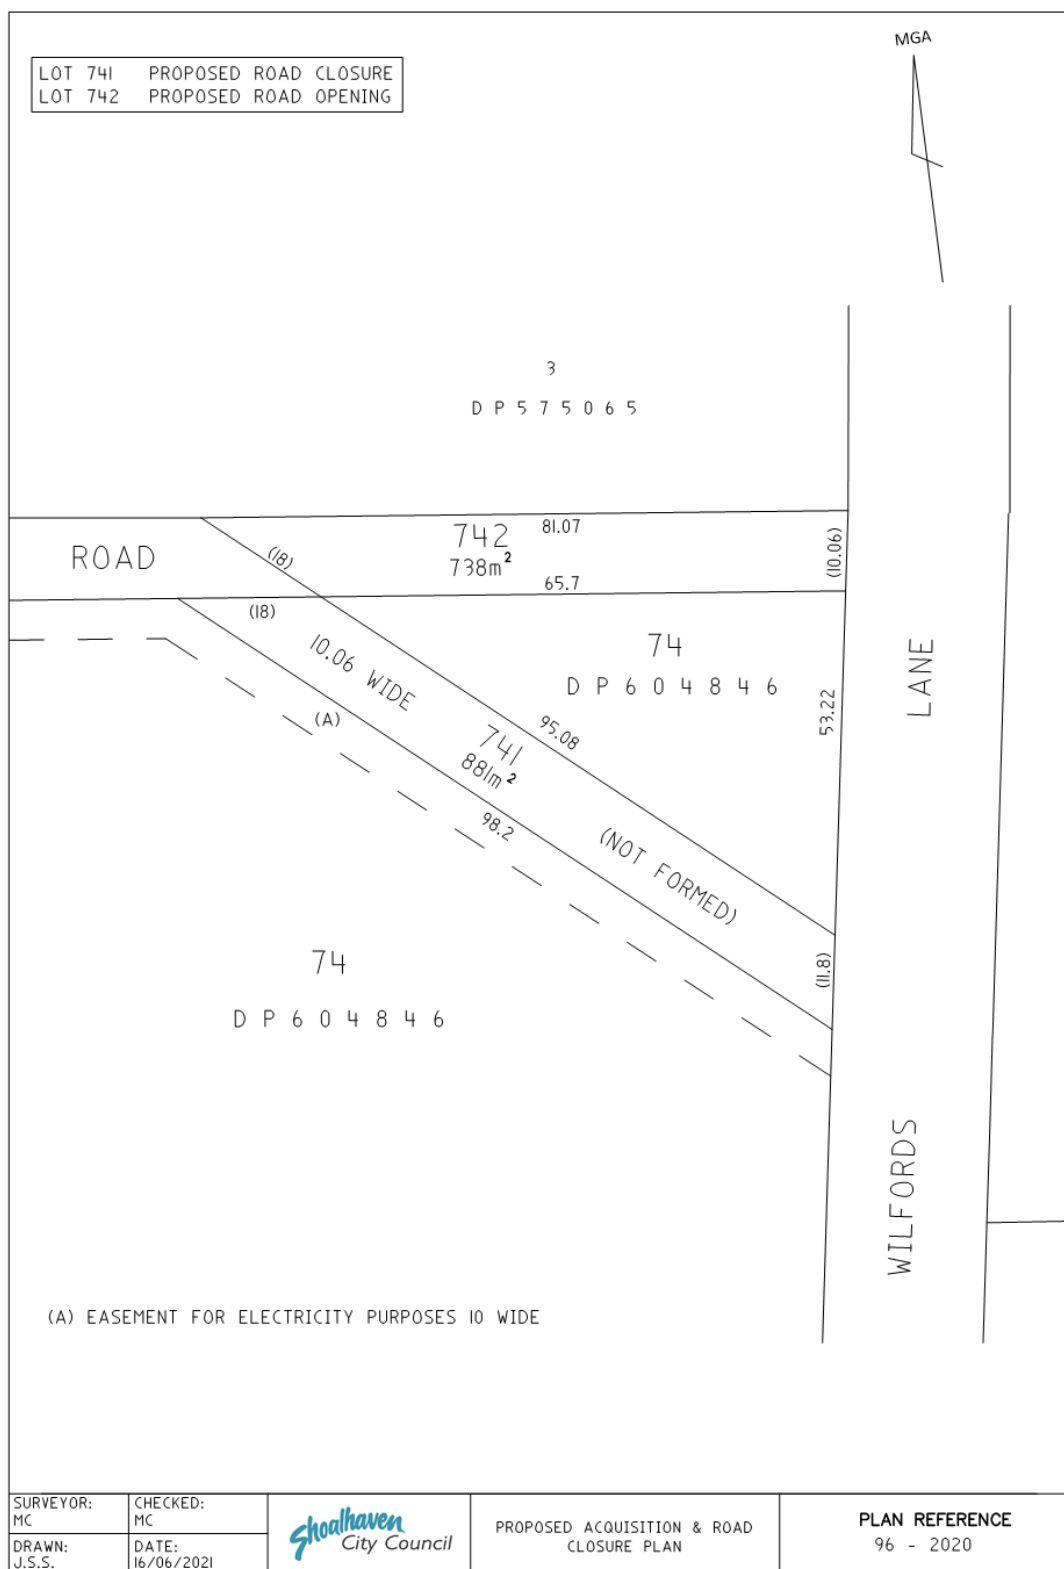 MGA
LOT 741 PROPOSED ROAD CLOSURE
LOT 742 PROPOSED ROAD OPENING
3
DP575065
742
81.07
738m²
ROAD
(18)
(10.06)
65.7
(18)
10.06 WIDE
74
DP604846
LANE
53.22
(A)
95.08
741
881m²
98.2
(NOT FORMED)
(11.8)
74
DP604846
WILFORDS
(A) EASEMENT FOR ELECTRICITY PURPOSES 10 WIDE
SURVEYOR:
MC
CHECKED:
MC
DRAWN:
J.S.S.
DATE:
16/06/2021
Shoalhaven
City Council
PROPOSED ACQUISITION & ROAD
CLOSURE PLAN
PLAN REFERENCE
96 - 2020